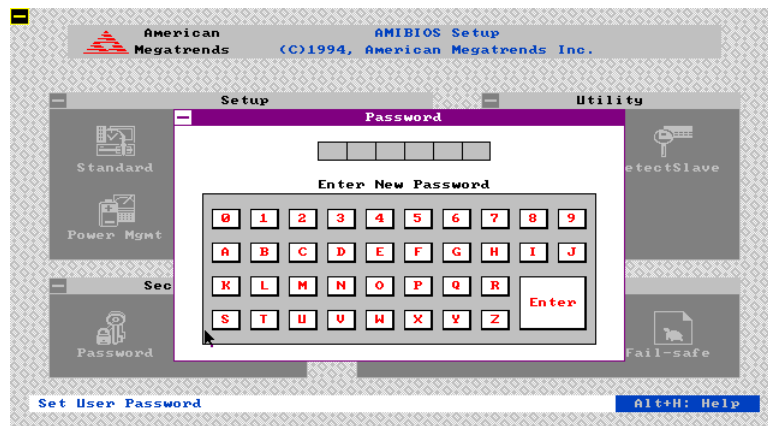 American AMIBIOS Setup
Megatrends (C)1994, American Megatrends Inc.
Setup Utility
Password
Standard etectSlave
Enter New Password
0 1 2 3 4 5 6 7 8 9
Power Mgmt
A B C D E F G H I J
Sec
K L M N O P Q R
Enter
S T U V W X Y Z
Password Fail-safe
Set User Password Alt+H: Help